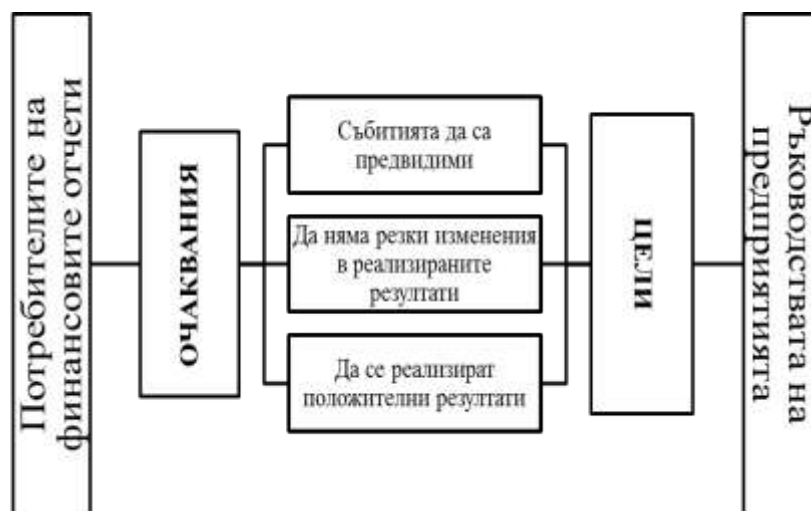 Потребителите на
финансовите отчети
ОЧАКВАНИЯ
Събитията да са
предвидими
Да няма резки изменения
в реализираните
резултати
Да се реализират
положителни резултати
ЦЕЛИ
Ръководствата на
предприятията